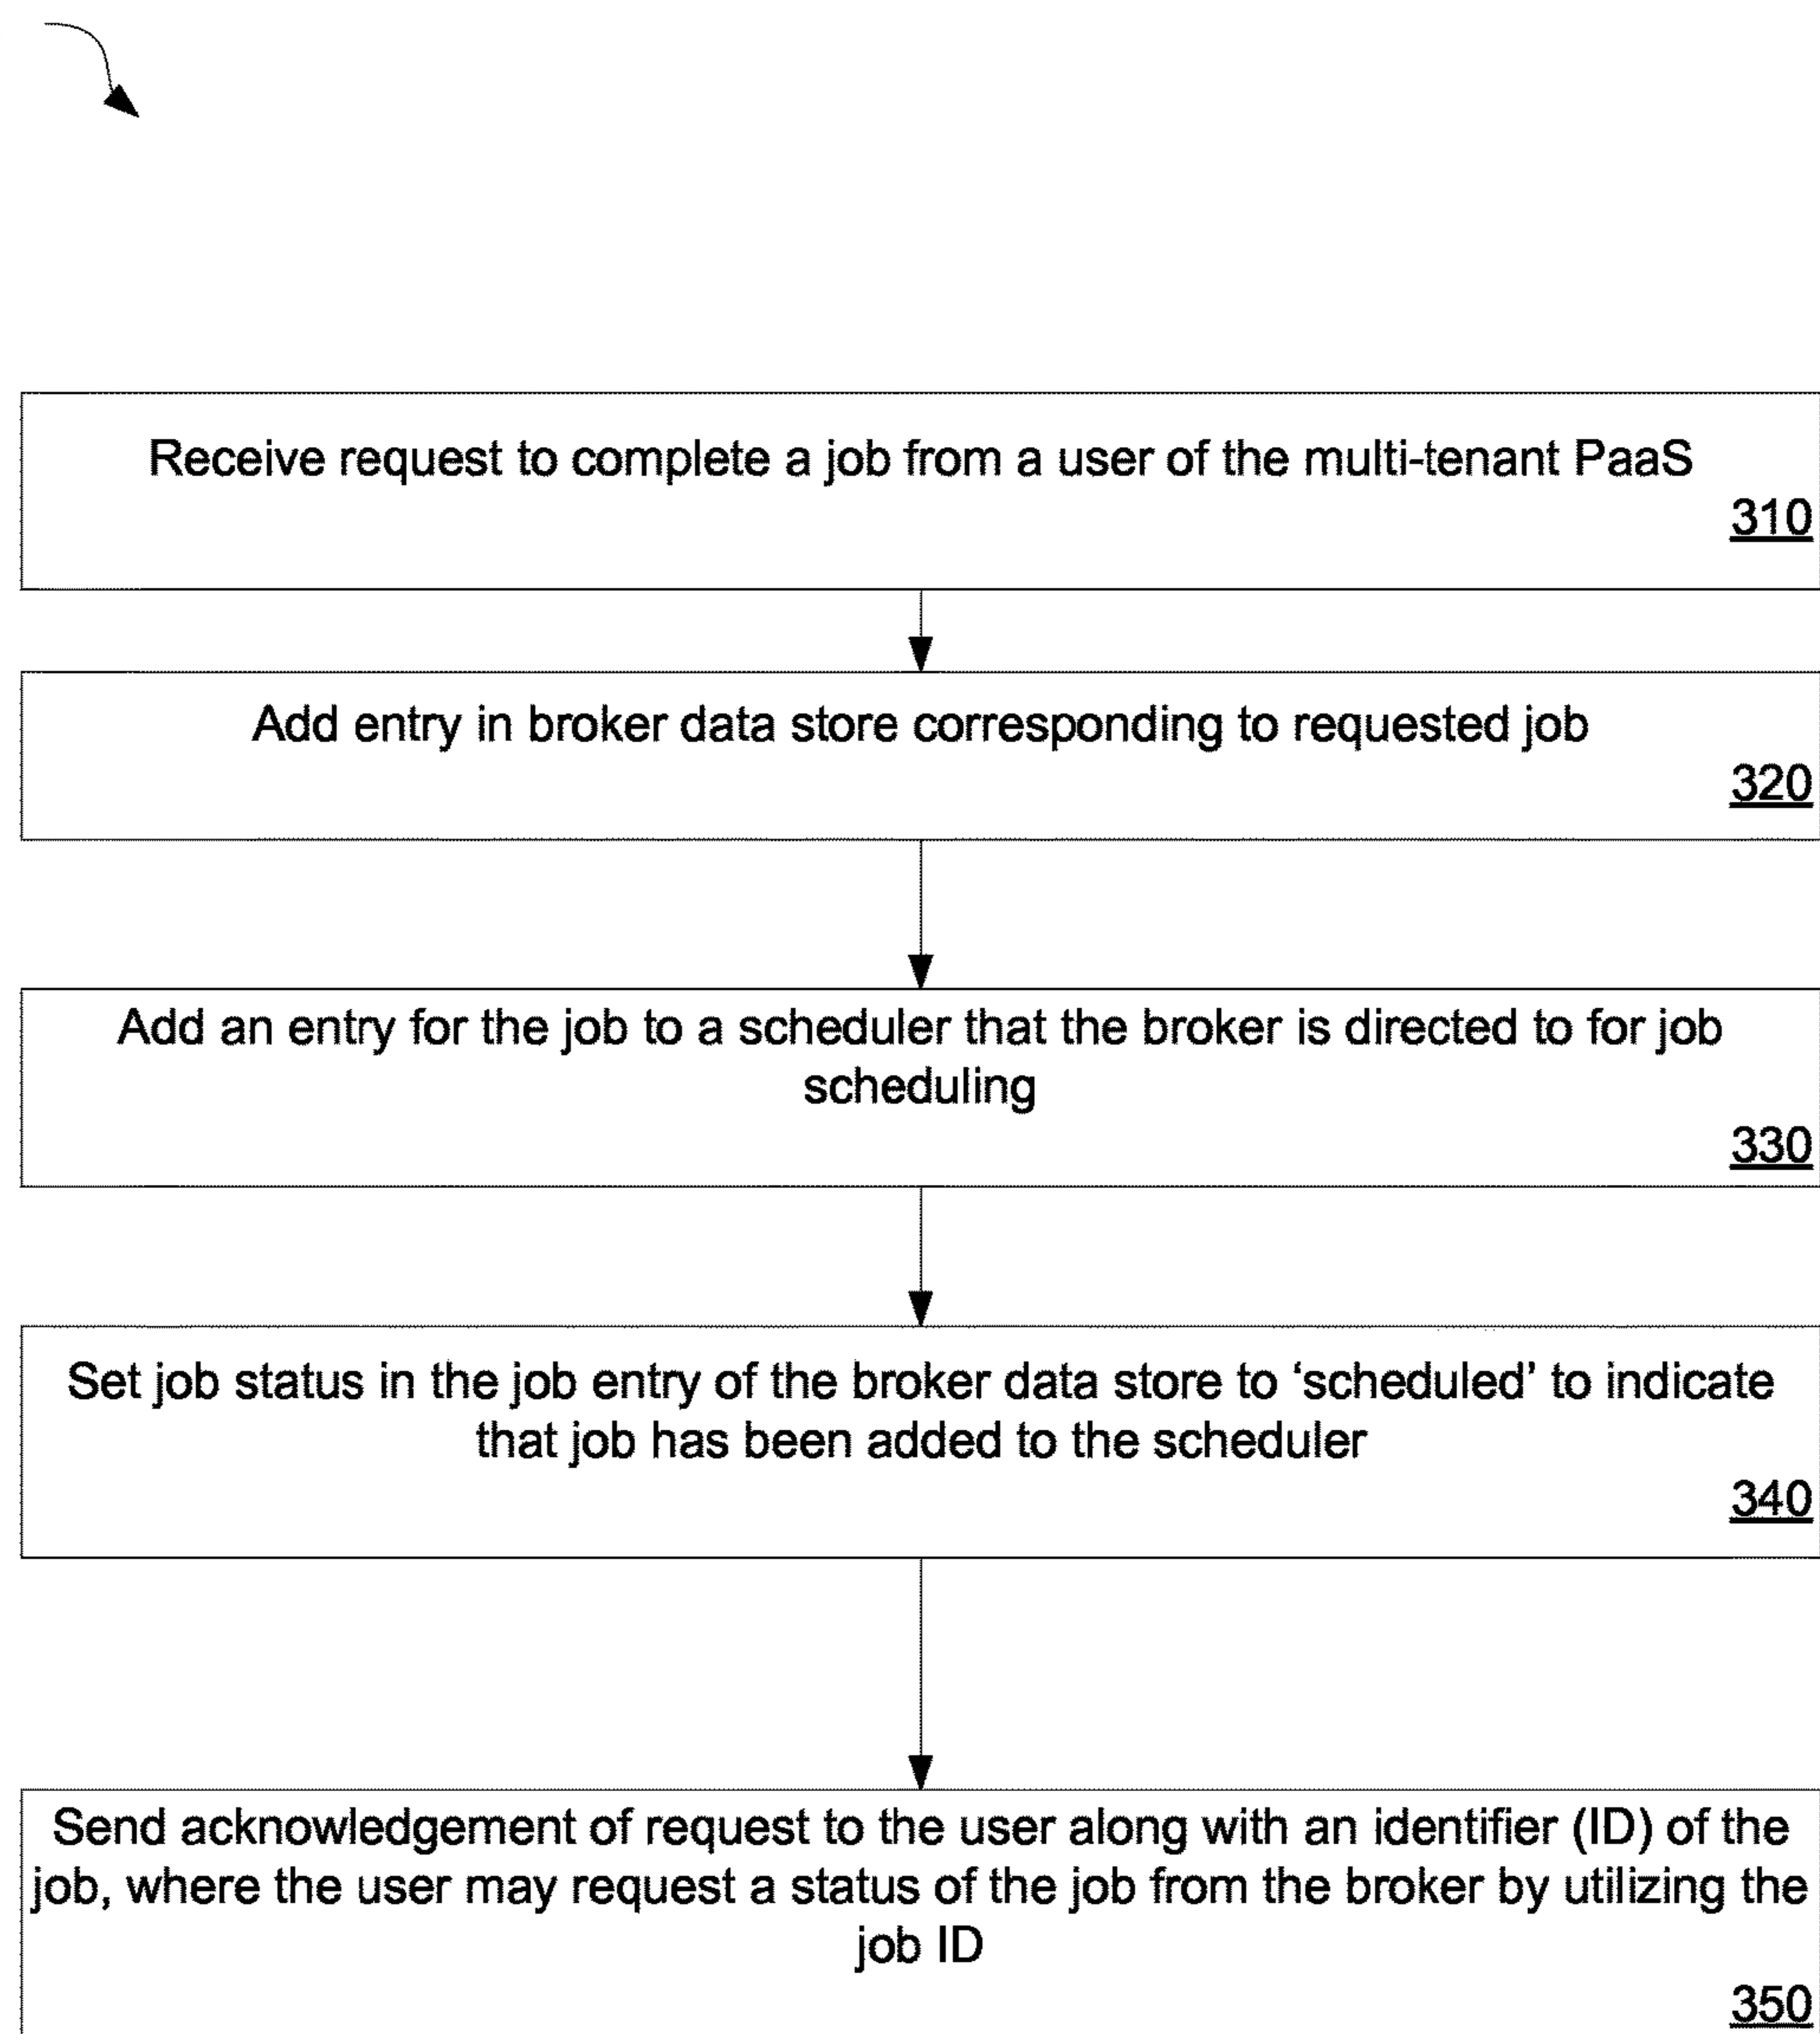 Receive request to complete a job from a user of the multi-tenant PaaS
310
Add entry in broker data store corresponding to requested job
320
Add an entry for the job to a scheduler that the broker is directed to for job
scheduling
330
Set job status in the job entry of the broker data store to ‘scheduled’ to indicate
that job has been added to the scheduler
340
Send acknowledgement of request to the user along with an identifier (ID) of the
job, where the user may request a status of the job from the broker by utilizing the
job ID
350